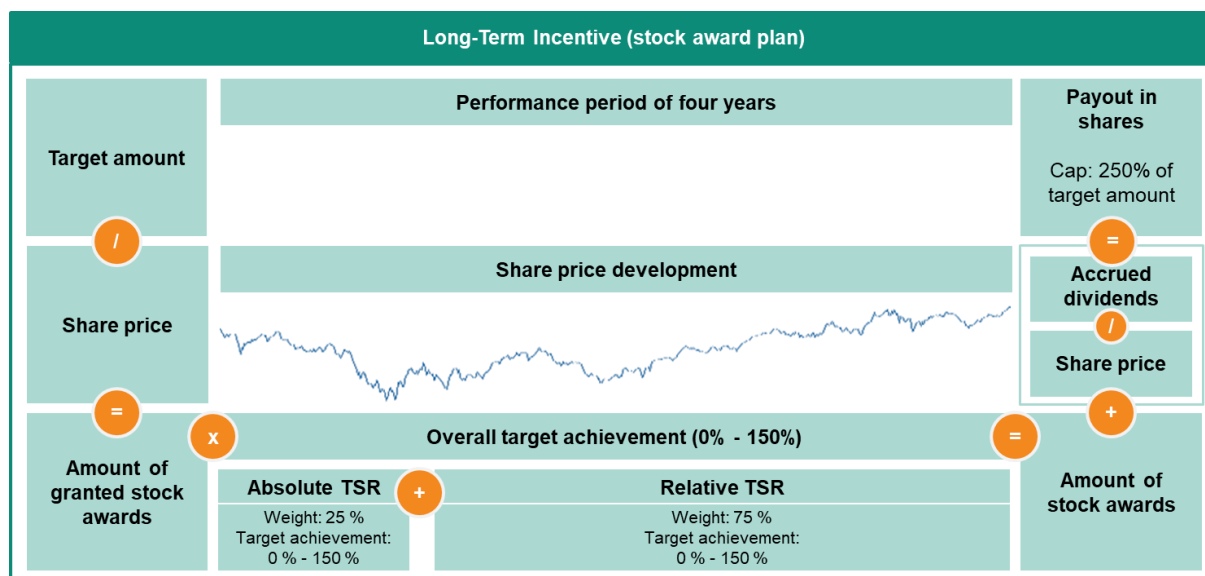 Long-Term Incentive (stock award plan)
Target amount
/
Share price
=
Amount of
granted stock
awards
x
Performance period of four years
Share price development
Overall target achievement (0% - 150%)
Absolute TSR
Weight: 25 %
Target achievement:
0 % - 150 %
+
Relative TSR
Weight: 75 %
Target achievement:
0 % - 150 %
=
Payout in
shares
Cap: 250% of
target amount
=
Accrued
dividends
/
Share price
+
Amount of
stock awards